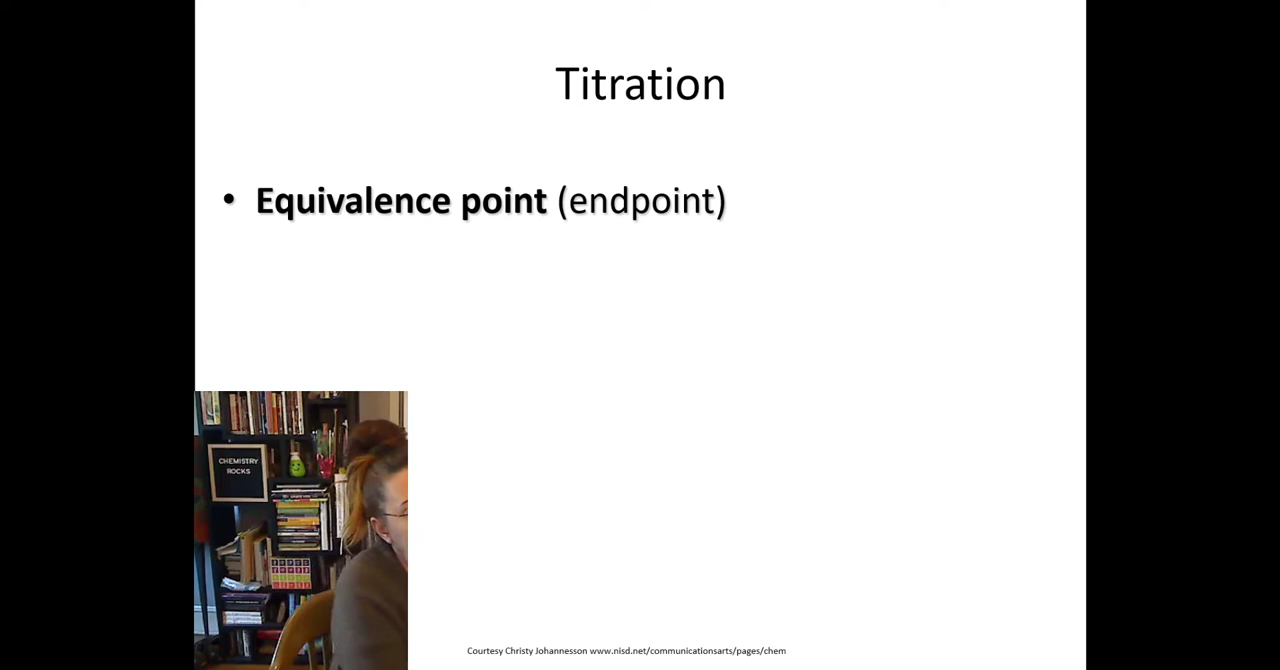 Titration
• Equivalence point (endpoint)
CHEMISTRY
ROCKS
Courtesy Christy Johannesson www.nisd.net/communicationsarts/pages/chem